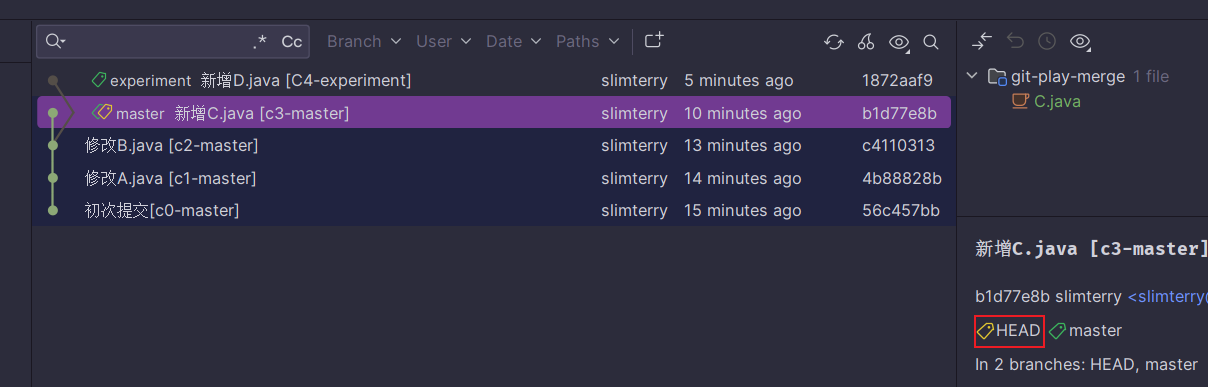 .* Cc Branch User Date Paths
experiment 新增D.java [C4-experiment] slimterry 5 minutes ago 1872aaf9
master 新增C.java [c3-master] slimterry 10 minutes ago b1d77e8b
修改B.java [c2-master] slimterry 13 minutes ago c4110313
修改A.java [c1-master] slimterry 14 minutes ago 4b88828b
初次提交[c0-master] slimterry 15 minutes ago 56c457bb
git-play-merge 1 file
C.java
新增C.java [c3-master]
b1d77e8b slimterry <slimterry(
HEAD master
In 2 branches: HEAD, master